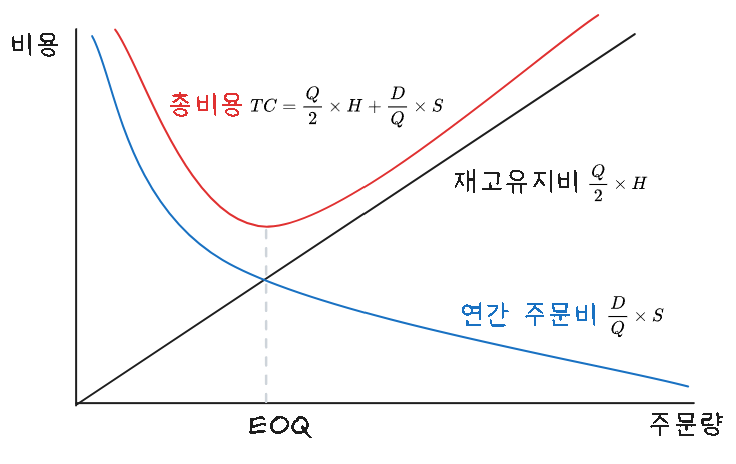 비용
총비용 TC = Q/2 × H + D/Q × S
재고유지비 Q/2 × H
연간 주문비 D/Q × S
EOQ
주문량